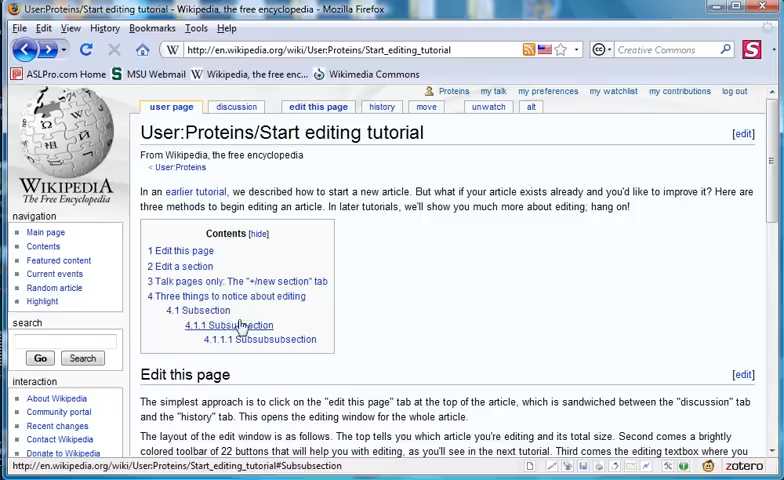 User:Proteins/Start editing tutorial - Wikipedia, the free encyclopedia - Mozilla Firefox
File Edit View History Bookmarks Tools Help
W http://en.wikipedia.org/wiki/User:Proteins/Start_editing_tutorial cc Creative Commons S
ASLPro.com Home S MSU Webmail W Wikipedia, the free enc... Wikimedia Commons
Proteins my talk my preferences my watchlist my contributions log out
user page discussion edit this page history move unwatch alt
User:Proteins/Start editing tutorial [edit]
From Wikipedia, the free encyclopedia
< User:Proteins
WIKIPEDIA
The Free Encyclopedia
navigation
Main page
Contents
Featured content
Current events
Random article
Highlight
search
Go Search
interaction
About Wikipedia
Community portal
Recent changes
Contact Wikipedia
Donate to Wikipedia
In an earlier tutorial, we described how to start a new article. But what if your article exists already and you'd like to improve it? Here are
three methods to begin editing an article. In later tutorials, we'll show you much more about editing; hang on!
Contents [hide]
1 Edit this page
2 Edit a section
3 Talk pages only: The "+/new section" tab
4 Three things to notice about editing
4.1 Subsection
4.1.1 Subsubsection
4.1.1.1 Subsubsubsection
Edit this page [edit]
The simplest approach is to click on the "edit this page" tab at the top of the article, which is sandwiched between the "discussion" tab
and the "history" tab. This opens the editing window for the whole article.
The layout of the edit window is as follows. The top tells you which article you're editing and its total size. Second comes a brightly
colored toolbar of 22 buttons that will help you with editing, as you'll see in the next tutorial. Third comes the editing textbox where you
http://en.wikipedia.org/wiki/User:Proteins/Start_editing_tutorial#Subsubsection zotero